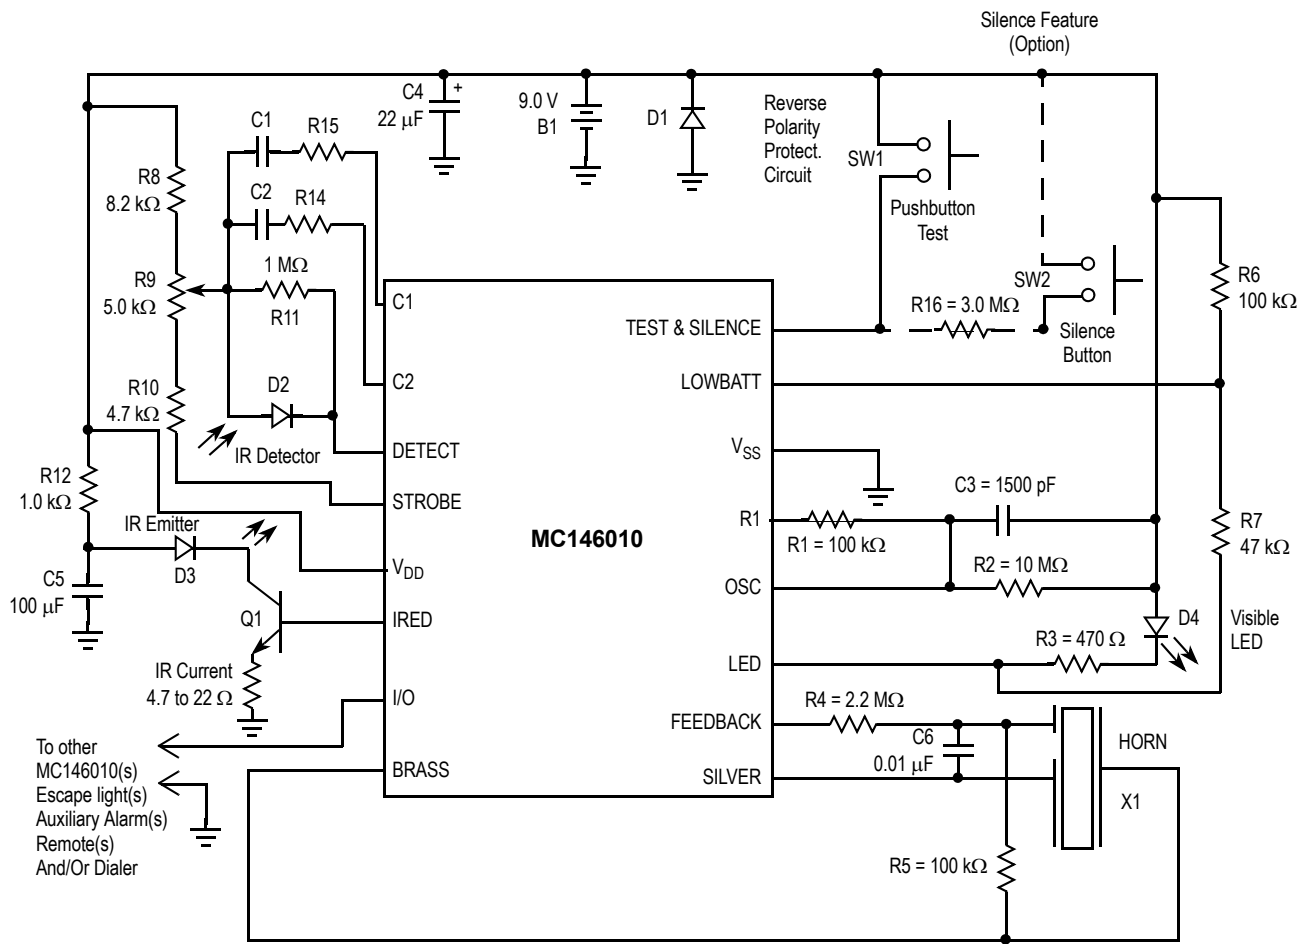 Silence Feature
(Option)
C4
+
22 μF
9.0 V
B1
D1
Reverse
Polarity
Protect.
Circuit
SW1
Pushbutton
Test
C1
R15
R8
8.2 kΩ
C2
R14
R9
5.0 kΩ
1 MΩ
R11
SW2
R6
100 kΩ
R16 = 3.0 MΩ
Silence
Button
C1
TEST & SILENCE
R10
4.7 kΩ
D2
C2
LOWBATT
IR Detector
DETECT
VSS
R12
1.0 kΩ
STROBE
C3 = 1500 pF
IR Emitter
R1
R1 = 100 kΩ
R7
47 kΩ
MC146010
D3
VDD
R2 = 10 MΩ
C5
100 μF
OSC
Q1
IRED
D4
Visible
LED
R3 = 470 Ω
LED
IR Current
4.7 to 22 Ω
I/O
R4 = 2.2 MΩ
FEEDBACK
C6
0.01 μF
HORN
To other
MC146010(s)
Escape light(s)
Auxiliary Alarm(s)
Remote(s)
And/Or Dialer
BRASS
SILVER
X1
R5 = 100 kΩ